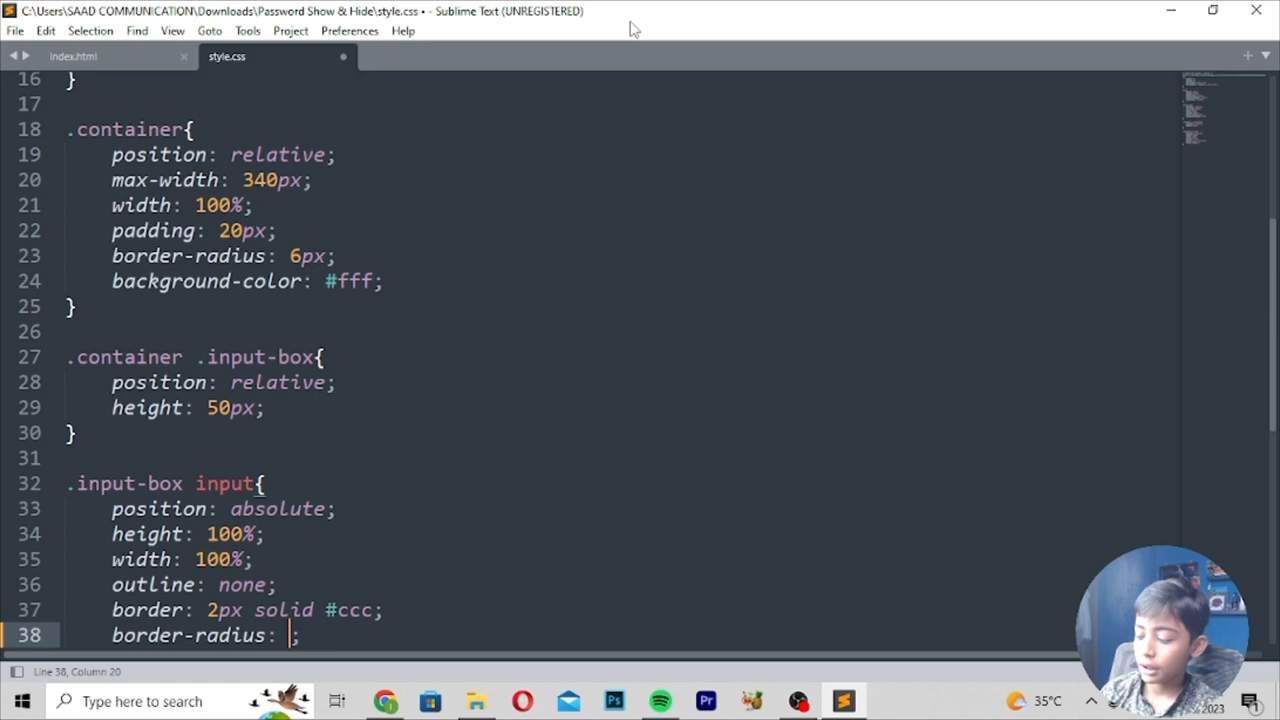 C:\Users\SAAD COMMUNICATION\Downloads\Password Show & Hide\style.css • - Sublime Text (UNREGISTERED)
File Edit Selection Find View Goto Tools Project Preferences Help
index.html style.css
16 }
17
18 .container{
19 position: relative;
20 max-width: 340px;
21 width: 100%;
22 padding: 20px;
23 border-radius: 6px;
24 background-color: #fff;
25 }
26
27 .container .input-box{
28 position: relative;
29 height: 50px;
30 }
31
32 .input-box input{
33 position: absolute;
34 height: 100%;
35 width: 100%;
36 outline: none;
37 border: 2px solid #ccc;
38 border-radius: ;
Line 38, Column 20
Type here to search
Ps
Pr
35°C
2023
1